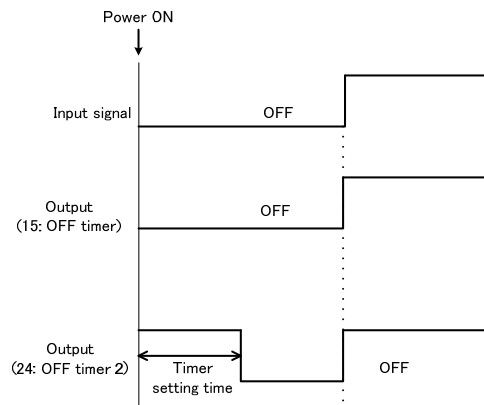 Power ON
Input signal
OFF
Output
(15: OFF timer)
OFF
Output
(24: OFF timer 2)
Timer
setting time
OFF